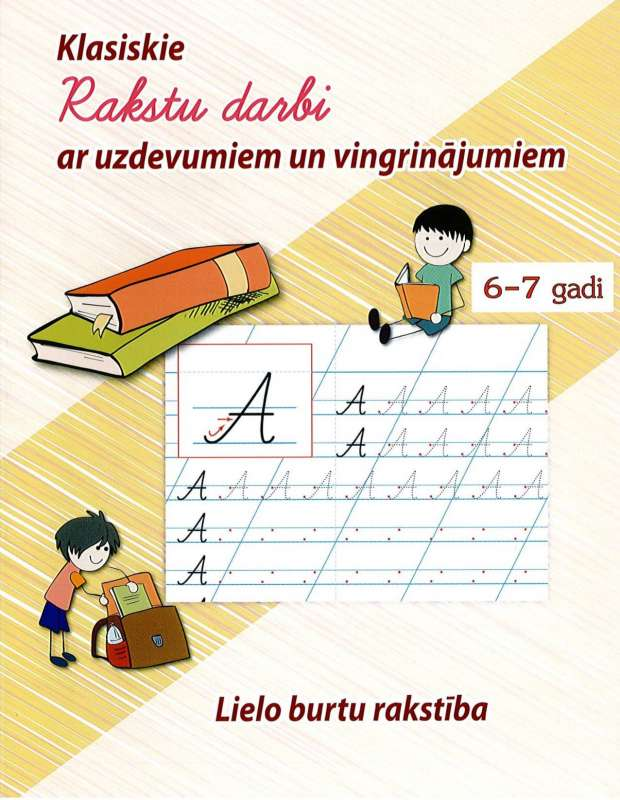 Klasiskie
Rakstu darbi
ar uzdevumiem un vingrinājumiem
6-7 gadi
A
A A A A A
A A A A A
A A A A A A A A A
A
A
Lielo burtu rakstība